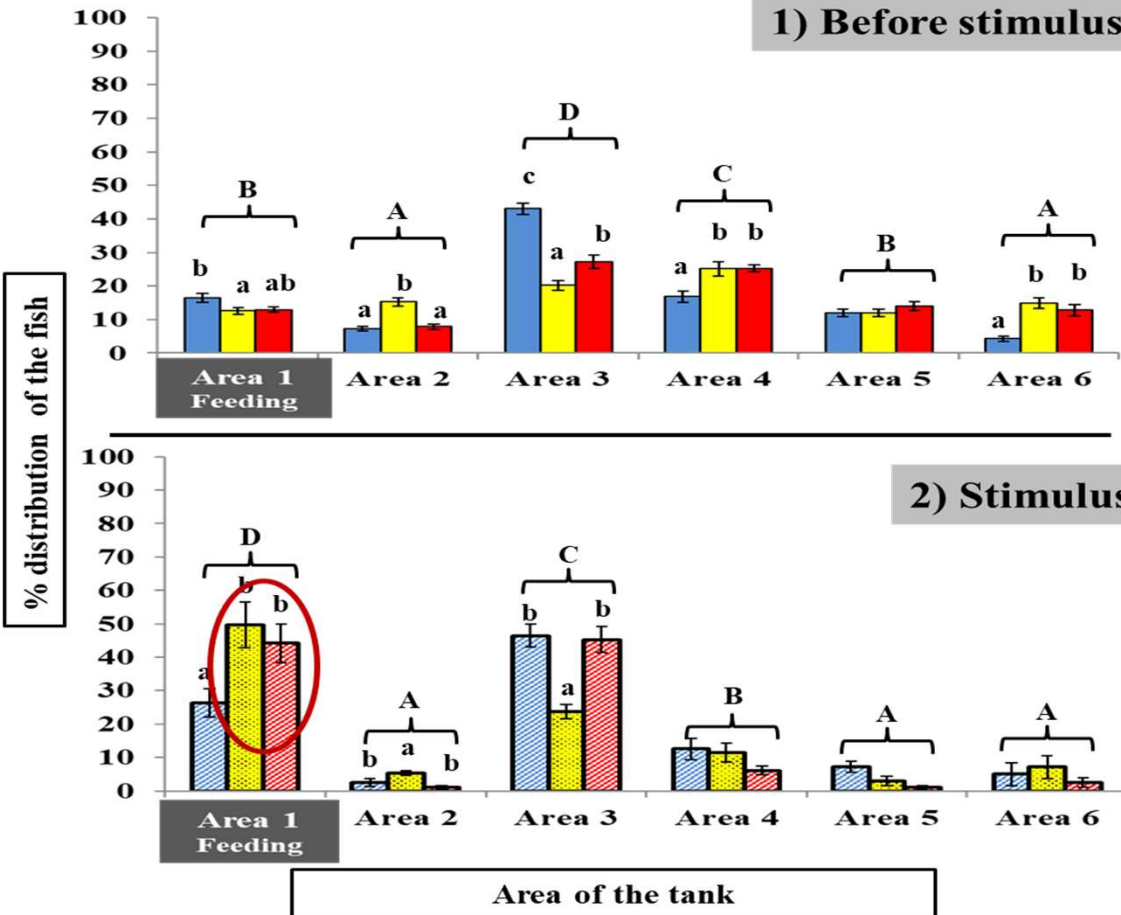 1) Before stimulus
100
90
80
70
60
50
40
30
20
10
0
B
A
D
C
B
A
b a ab
a b a
c a b
a b b
a b b
Area 1
Feeding
Area 2
Area 3
Area 4
Area 5
Area 6
% distribution of the fish
2) Stimulus
100
90
80
70
60
50
40
30
20
10
0
D
A
C
B
A
A
a b b
b a b
b a b
Area 1
Feeding
Area 2
Area 3
Area 4
Area 5
Area 6
Area of the tank